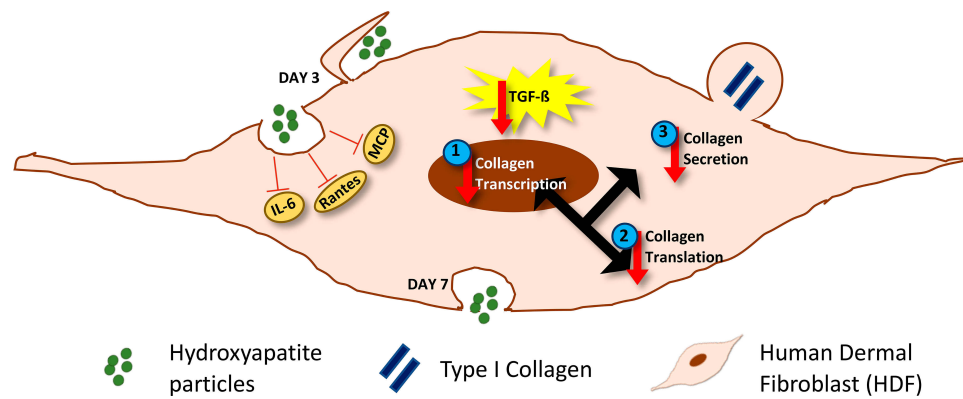 DAY 3
MCP
Rantes
IL-6
TGF-ß
1
Collagen
Transcription
3
Collagen
Secretion
2
Collagen
Translation
DAY 7
Hydroxyapatite
particles
Type I Collagen
Human Dermal
Fibroblast (HDF)